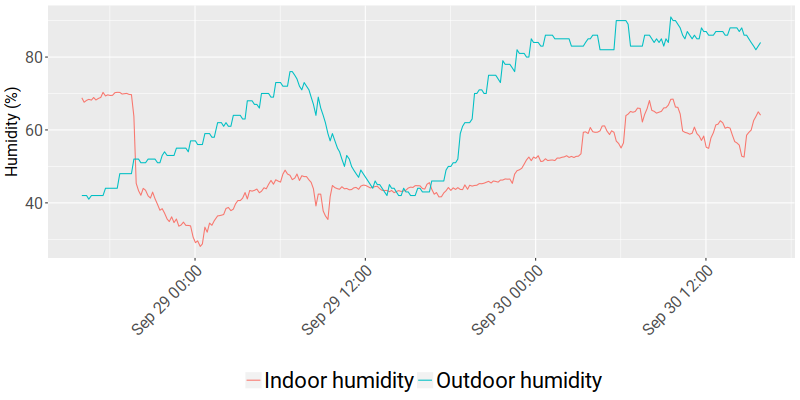 Humidity (%)
80
60
40
Sep 29 00:00
Sep 29 12:00
Sep 30 00:00
Sep 30 12:00
Indoor humidity Outdoor humidity